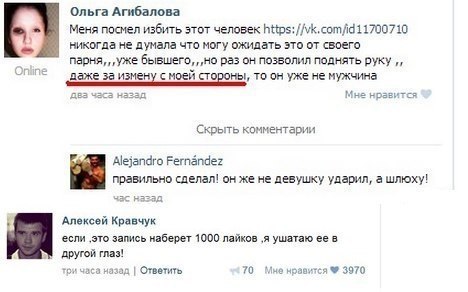 Ольга Агибалова
Меня посмел избить этот человек https://vk.com/id11700710
никогда не думала что могу ожидать это от своего
парня,,,уже бывшего,,,но раз он позволил поднять руку ,,
даже за измену с моей стороны, то он уже не мужчина
Online
два часа назад Мне нравится
Скрыть комментарии
Alejandro Fernández
правильно сделал! он же не девушку ударил, а шлюху!
час назад
Алексей Кравчук
если ,это запись наберет 1000 лайков ,я ушатаю ее в
другой глаз!
три часа назад | Ответить 70 Мне нравится 3970